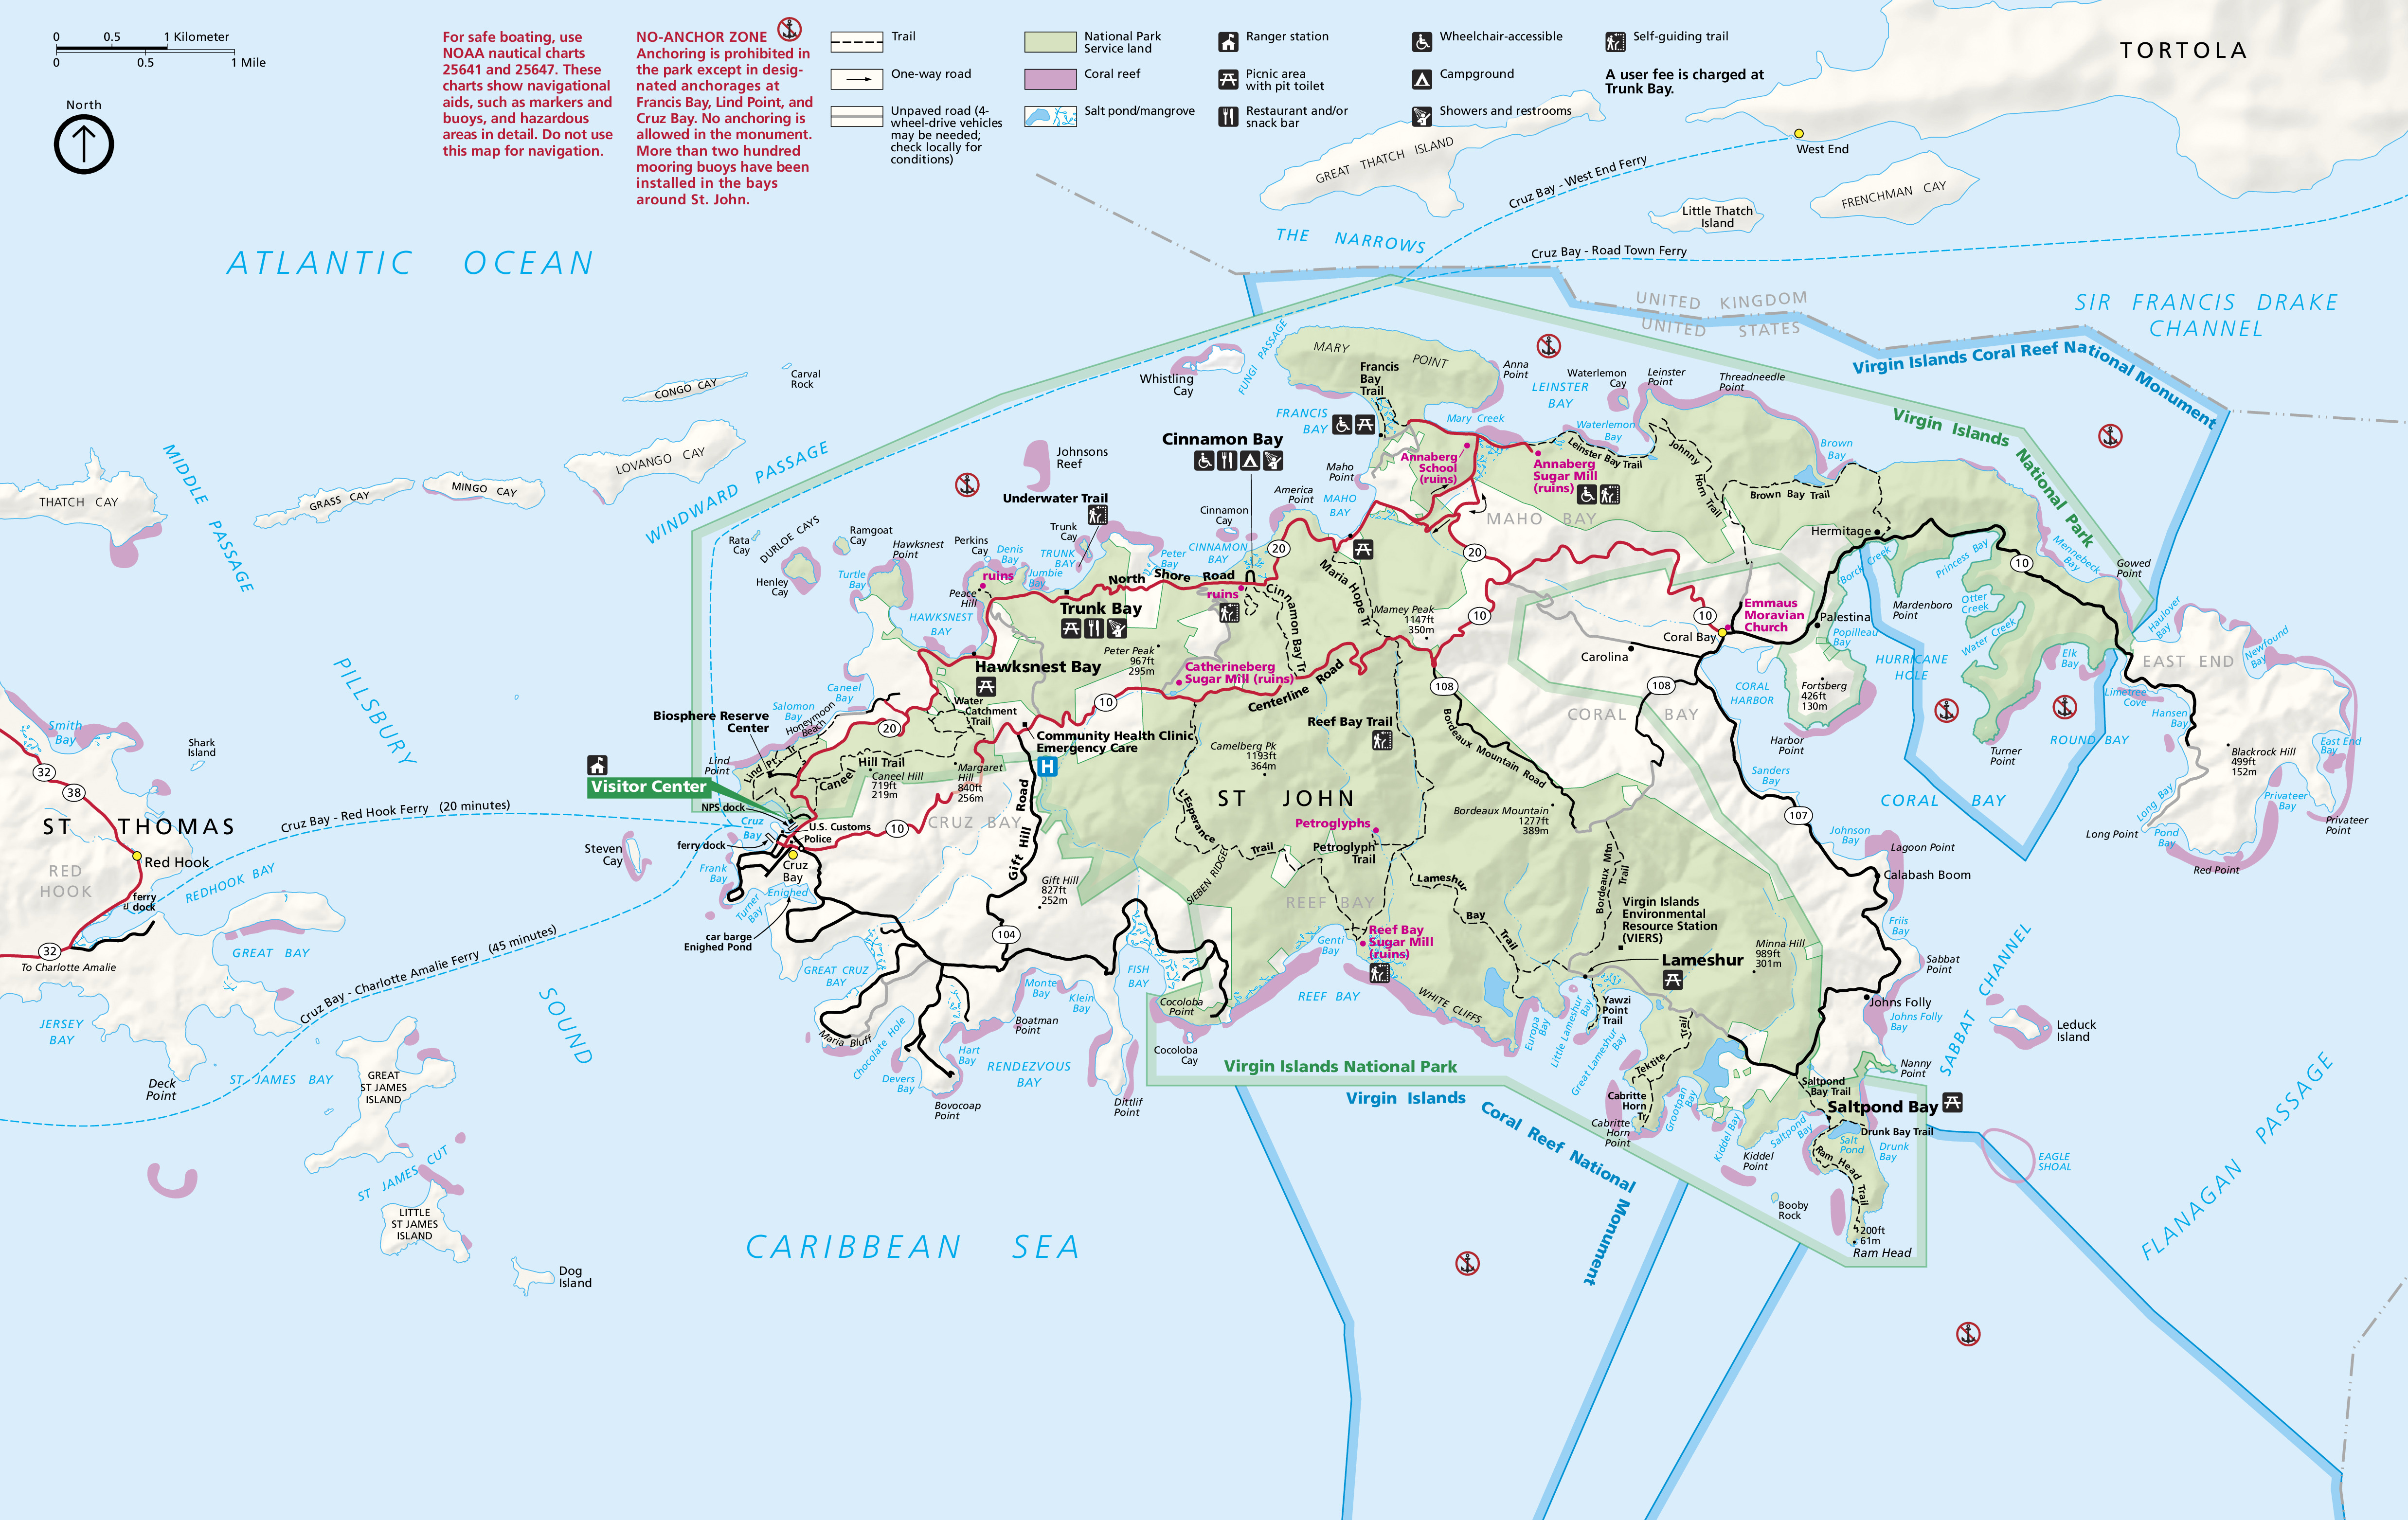 0 0.5 1 Kilometer
0 0.5 1 Mile
North
For safe boating, use
NOAA nautical charts
25641 and 25647. These
charts show navigational
aids, such as markers and
buoys, and hazardous
areas in detail. Do not use
this map for navigation.
NO-ANCHOR ZONE
Anchoring is prohibited in
the park except in desig-
nated anchorages at
Francis Bay, Lind Point, and
Cruz Bay. No anchoring is
allowed in the monument.
More than two hundred
mooring buoys have been
installed in the bays
around St. John.
Trail
One-way road
Unpaved road (4-
wheel-drive vehicles
may be needed;
check locally for
conditions)
National Park
Service land
Coral reef
Salt pond/mangrove
Ranger station
Picnic area
with pit toilet
Restaurant and/or
snack bar
Wheelchair-accessible
Campground
Showers and restrooms
Self-guiding trail
A user fee is charged at
Trunk Bay.
TORTOLA
West End
GREAT THATCH ISLAND
Cruz Bay - West End Ferry
Little Thatch
Island
FRENCHMAN CAY
THE NARROWS
Cruz Bay - Road Town Ferry
ATLANTIC OCEAN
UNITED KINGDOM
UNITED STATES
SIR FRANCIS DRAKE
CHANNEL
Virgin Islands Coral Reef National Monument
Virgin Islands National Park
MARY POINT
Francis
Bay
Trail
Anna
Point
LEINSTER
BAY
Waterlemon
Cay
Leinster
Point
Threadneedle
Point
Whistling
Cay
FUNGI PASSAGE
Carval
Rock
CONGO CAY
LOVANGO CAY
MINGO CAY
GRASS CAY
THATCH CAY
MIDDLE PASSAGE
WINDWARD PASSAGE
Johnsons
Reef
Underwater Trail
Cinnamon Bay
FRANCIS
BAY
Mary Creek
Waterlemon
Bay
Leinster Bay Trail
Johnny Horn Trail
Brown
Bay
Brown Bay Trail
Annaberg
School
(ruins)
Annaberg
Sugar Mill
(ruins)
Maho
Point
America
Point
MAHO
BAY
MAHO BAY
Hermitage
Cinnamon
Cay
CINNAMON
BAY
Trunk
Cay
TRUNK
BAY
Peter
Bay
Rata
Cay
DURLOE CAYS
Ramgoat
Cay
Henley
Cay
Hawksnest
Point
Turtle
Bay
Perkins
Cay
Denis
Bay
Jumbie
Bay
ruins
Peace
Hill
HAWKSNEST
BAY
North Shore Road
20
ruins
Trunk Bay
Cinnamon Bay Tr
Maria Hope Tr
Mamey Peak
1147ft
350m
20
10
10
Coral Bay
Emmaus
Moravian
Church
Palestina
Carolina
Popilleau
Bay
Borck Creek
Princess Bay
10
Mennebeck
Bay
Gowed
Point
Mardenboro
Point
Otter
Creek
Water Creek
Haulover
Bay
Newfound
Bay
EAST END
Elk
Bay
Limetree
Cove
Hansen
Bay
HURRICANE
HOLE
ROUND BAY
Turner
Point
CORAL
HARBOR
Fortsberg
426ft
130m
Harbor
Point
CORAL BAY
Blackrock Hill
499ft
152m
East End
Bay
Privateer
Bay
Privateer
Point
Long Bay
Long Point
Pond
Bay
Red Point
Peter Peak
967ft
295m
Hawksnest Bay
Catherineberg
Sugar Mill (ruins)
Centerline Road
10
108
108
CORAL BAY
Caneel
Bay
Salomon
Bay
Honeymoon
Beach
Water
Catchment
Trail
20
Biosphere Reserve
Center
Lind
Point
Lind Pt Tr
Caneel Hill Trail
Caneel Hill
719ft
219m
Margaret
Hill
840ft
256m
Community Health Clinic
Emergency Care
H
Reef Bay Trail
Camelberg Pk
1193ft
364m
Bordeaux Mountain Road
Bordeaux Mountain
1277ft
389m
Sanders
Bay
107
Johnson
Bay
Lagoon Point
Calabash Boom
ST JOHN
Visitor Center
NPS dock
Cruz
Bay
U.S. Customs
Police
ferry dock
Cruz
Bay
10
CRUZ BAY
Gift Hill Road
Gift Hill
827ft
252m
L'Esperance Trail
SIEBEN RIDGE
Petroglyphs
Petroglyph
Trail
REEF BAY
Lameshur Bay Trail
Bordeaux Mtn
Trail
Virgin Islands
Environmental
Resource Station
(VIERS)
Minna Hill
989ft
301m
Friis
Bay
Sabbat
Point
Johns Folly
Johns Folly
Bay
SABBAT CHANNEL
Leduck
Island
Nanny
Point
Frank
Bay
Turner
Bay
Enighed
car barge
Enighed Pond
104
GREAT CRUZ
BAY
Maria Bluff
Chocolate Hole
Devers
Bay
Hart
Bay
Bovocoap
Point
Boatman
Point
Monte
Bay
Klein
Bay
RENDEZVOUS
BAY
Dittlif
Point
FISH
BAY
Cocoloba
Point
Cocoloba
Cay
Genti
Bay
Reef Bay
Sugar Mill
(ruins)
REEF BAY
WHITE CLIFFS
Europa
Bay
Little Lameshur
Bay
Great Lameshur
Bay
Yawzi
Point
Trail
Lameshur
Tektite Trail
Cabritte
Horn
Tr
Cabritte
Horn
Point
Grootpan
Bay
Kiddel Bay
Kiddel
Point
Saltpond
Bay
Saltpond
Bay Trail
Saltpond Bay
Drunk Bay Trail
Salt
Pond
Drunk
Bay
Ram Head Trail
200ft
61m
Ram Head
Booby
Rock
EAGLE
SHOAL
FLANAGAN PASSAGE
Virgin Islands National Park
Virgin Islands Coral Reef National Monument
CARIBBEAN SEA
PILLSBURY SOUND
Smith
Bay
Shark
Island
32
38
ST THOMAS
RED
HOOK
Red Hook
ferry
dock
32
To Charlotte Amalie
REDHOOK BAY
Cruz Bay - Red Hook Ferry (20 minutes)
Steven
Cay
Cruz Bay - Charlotte Amalie Ferry (45 minutes)
GREAT BAY
JERSEY
BAY
Deck
Point
ST JAMES BAY
GREAT
ST JAMES
ISLAND
ST JAMES CUT
LITTLE
ST JAMES
ISLAND
Dog
Island